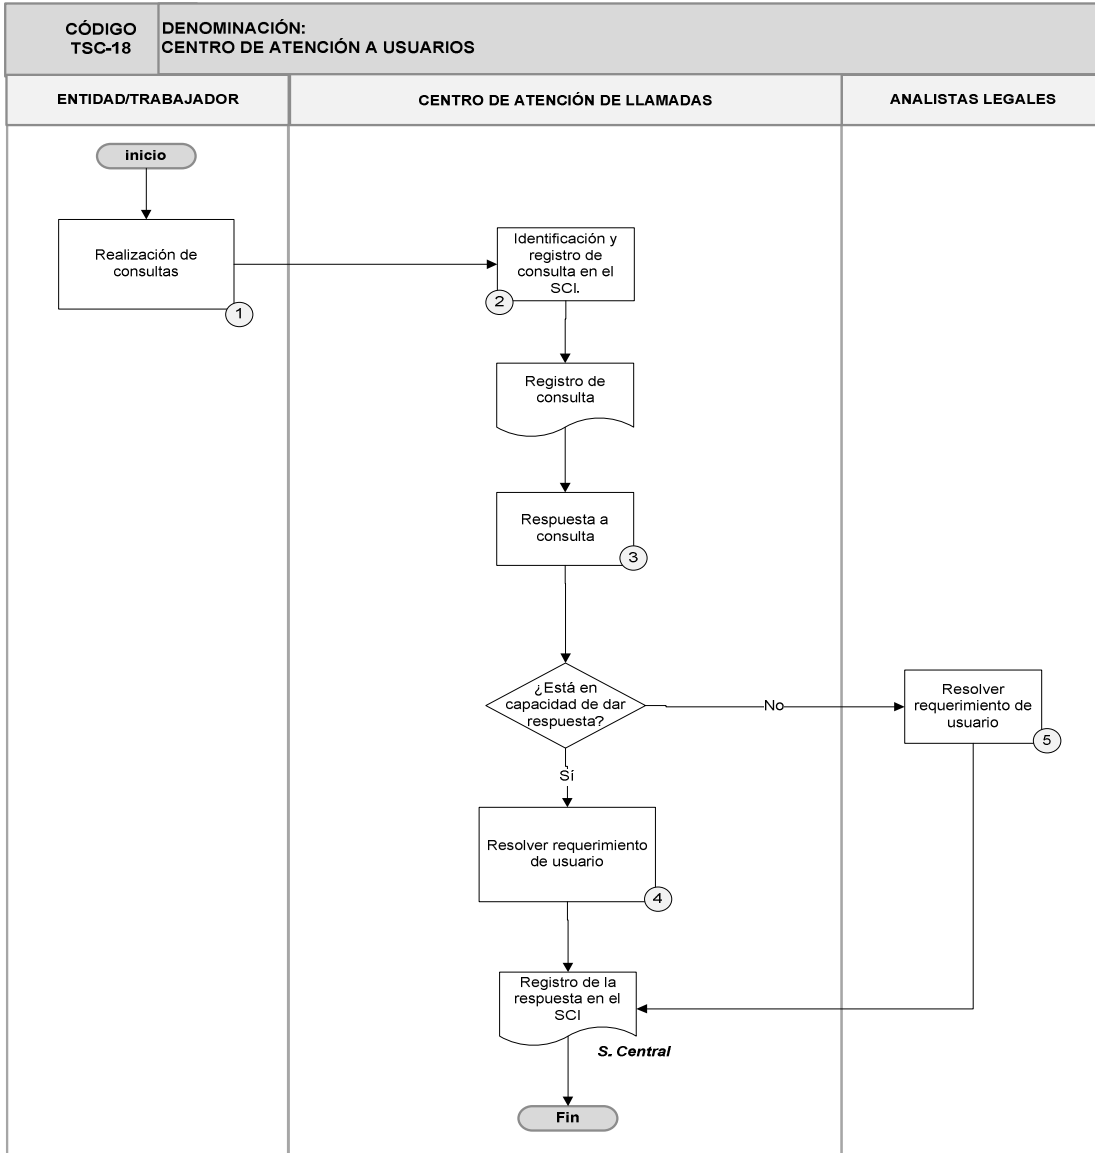 CÓDIGO
TSC-18
DENOMINACIÓN:
CENTRO DE ATENCIÓN A USUARIOS
ENTIDAD/TRABAJADOR
CENTRO DE ATENCIÓN DE LLAMADAS
ANALISTAS LEGALES
inicio
Realización de
consultas
1
Identificación y
registro de
consulta en el
SCI.
2
Registro de
consulta
Respuesta a
consulta
3
¿Está en
capacidad de dar
respuesta?
No
Resolver
requerimiento de
usuario
5
Sí
Resolver requerimiento
de usuario
4
Registro de la
respuesta en el
SCI
S. Central
Fin